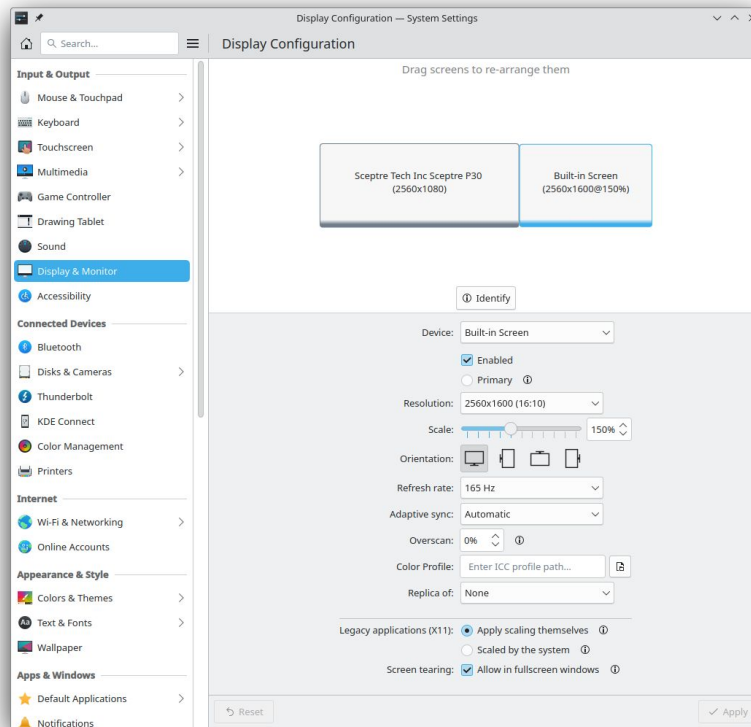 Display Configuration — System Settings
Search...
Display Configuration
Input & Output
Mouse & Touchpad
Keyboard
Touchscreen
Multimedia
Game Controller
Drawing Tablet
Sound
Display & Monitor
Accessibility
Connected Devices
Bluetooth
Disks & Cameras
Thunderbolt
KDE Connect
Color Management
Printers
Internet
Wi-Fi & Networking
Online Accounts
Appearance & Style
Colors & Themes
Text & Fonts
Wallpaper
Apps & Windows
Default Applications
Notifications
Drag screens to re-arrange them
Sceptre Tech Inc Sceptre P30
(2560x1080)
Built-in Screen
(2560x1600@150%)
Identify
Device: Built-in Screen
Enabled
Primary
Resolution: 2560x1600 (16:10)
Scale: 150%
Orientation:
Refresh rate: 165 Hz
Adaptive sync: Automatic
Overscan: 0%
Color Profile: Enter ICC profile path...
Replica of: None
Legacy applications (X11): Apply scaling themselves
Scaled by the system
Screen tearing: Allow in fullscreen windows
Reset
Apply